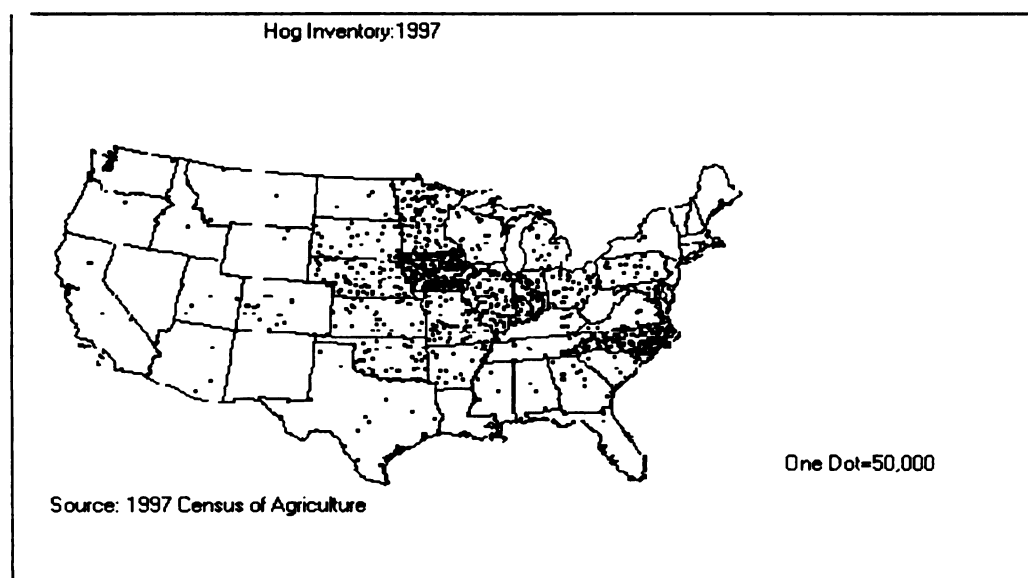 Hog Inventory:1997
One Dot=50,000
Source: 1997 Census of Agriculture